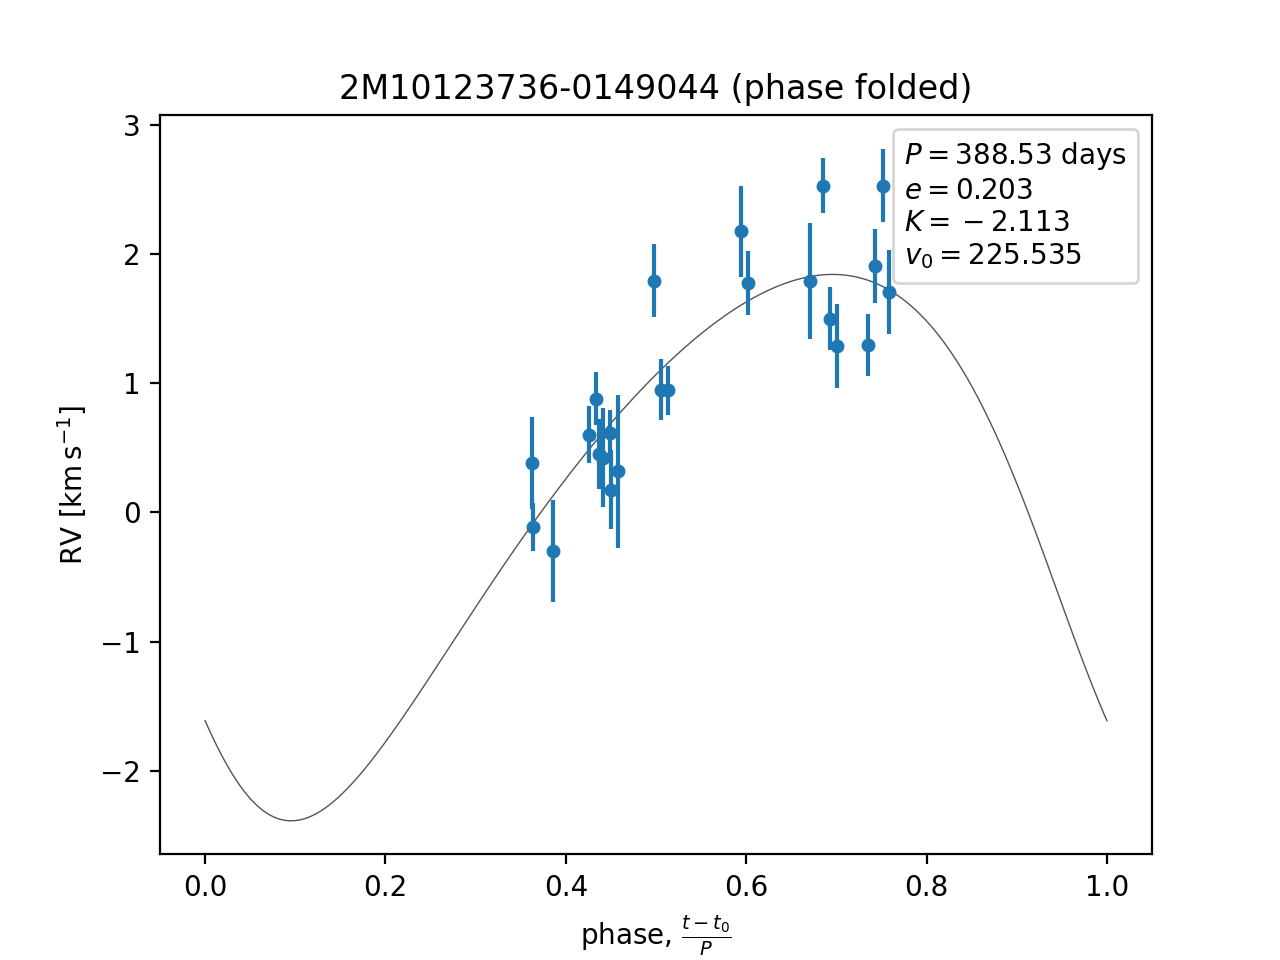 2M10123736-0149044 (phase folded)
P = 388.53 days
e = 0.203
K = −2.113
v₀ = 225.535
3
2
1
0
−1
−2
RV [km s⁻¹]
0.0 0.2 0.4 0.6 0.8 1.0
phase, (t − t₀)/P